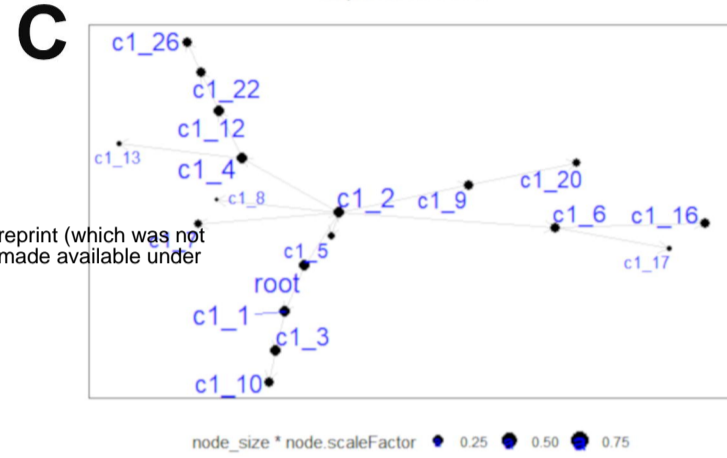 C
c1_26
c1_22
c1_12
c1_13
c1_4
c1_8
c1_2
c1_9
c1_20
c1_6
c1_16
c1_17
reprint (which was not
made available under
c1_5
root
c1_1
c1_3
c1_10
node_size * node.scaleFactor 0.25 0.50 0.75